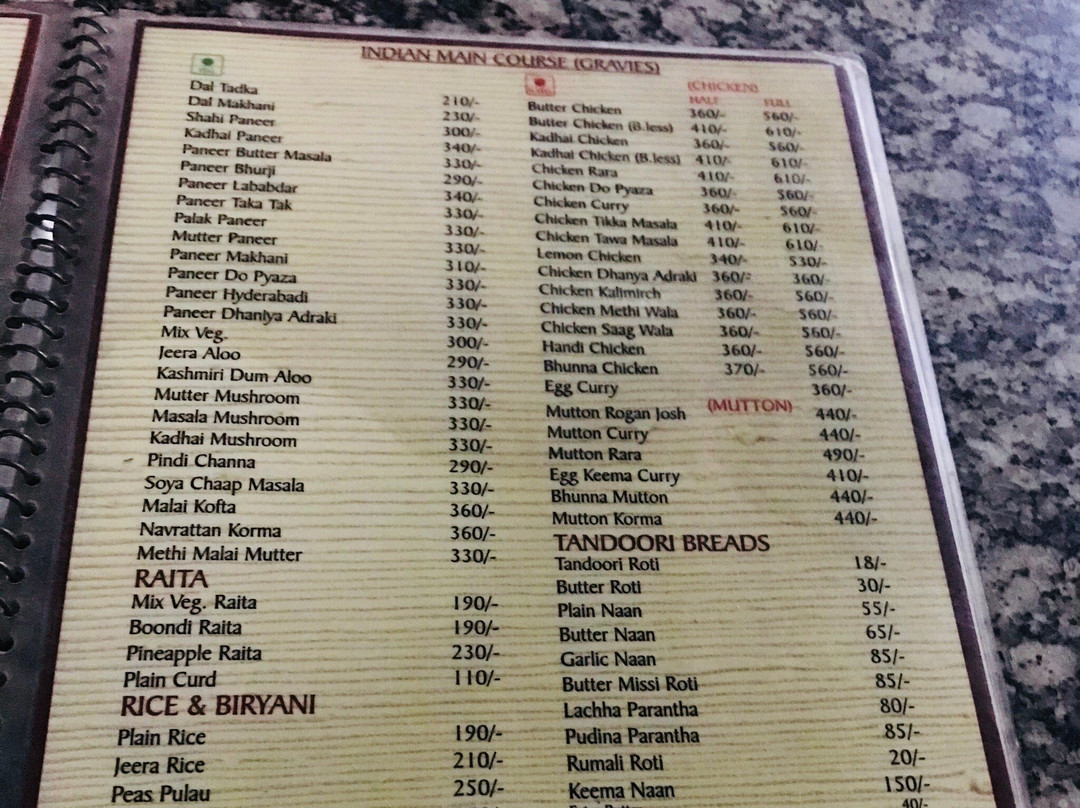 INDIAN MAIN COURSE (GRAVIES)
Dal Tadka 210/-
Dal Makhani 230/-
Shahi Paneer 300/-
Kadhai Paneer 340/-
Paneer Butter Masala 330/-
Paneer Bhurji 290/-
Paneer Lababdar 340/-
Paneer Taka Tak 330/-
Palak Paneer 330/-
Mutter Paneer 330/-
Paneer Makhani 310/-
Paneer Do Pyaza 330/-
Paneer Hyderabadi 330/-
Paneer Dhaniya Adraki 330/-
Mix Veg. 300/-
Jeera Aloo 290/-
Kashmiri Dum Aloo 330/-
Mutter Mushroom 330/-
Masala Mushroom 330/-
Kadhai Mushroom 330/-
Pindi Channa 290/-
Soya Chaap Masala 330/-
Malai Kofta 360/-
Navrattan Korma 360/-
Methi Malai Mutter 330/-
RAITA
Mix Veg. Raita 190/-
Boondi Raita 190/-
Pineapple Raita 230/-
Plain Curd 110/-
RICE & BIRYANI
Plain Rice 190/-
Jeera Rice 210/-
Peas Pulau 250/-
(CHICKEN)
HALF FULL
Butter Chicken 360/- 560/-
Butter Chicken (B.less) 410/- 610/-
Kadhai Chicken 360/- 560/-
Kadhai Chicken (B.less) 410/- 610/-
Chicken Rara 410/- 610/-
Chicken Do Pyaza 360/- 560/-
Chicken Curry 360/- 560/-
Chicken Tikka Masala 410/- 610/-
Chicken Tawa Masala 410/- 610/-
Lemon Chicken 340/- 530/-
Chicken Dhanya Adraki 360/- 360/-
Chicken Kalimirch 360/- 560/-
Chicken Methi Wala 360/- 560/-
Chicken Saag Wala 360/- 560/-
Handi Chicken 360/- 560/-
Bhunna Chicken 370/- 560/-
Egg Curry 360/-
(MUTTON)
Mutton Rogan Josh 440/-
Mutton Curry 440/-
Mutton Rara 490/-
Egg Keema Curry 410/-
Bhunna Mutton 440/-
Mutton Korma 440/-
TANDOORI BREADS
Tandoori Roti 18/-
Butter Roti 30/-
Plain Naan 55/-
Butter Naan 65/-
Garlic Naan 85/-
Butter Missi Roti 85/-
Lachha Parantha 80/-
Pudina Parantha 85/-
Rumali Roti 20/-
Keema Naan 150/-
40/-